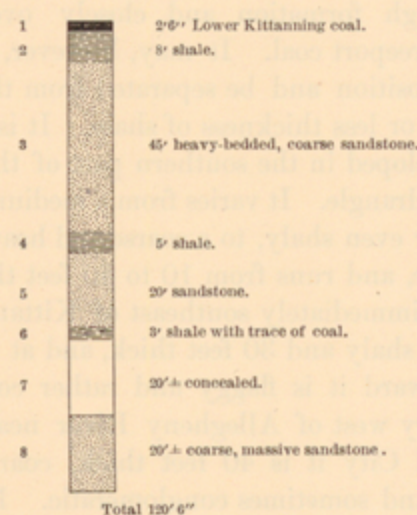 1 2'6" Lower Kittanning coal.
2 8' shale.
3 45' heavy-bedded, coarse sandstone.
4 5' shale.
5 20' sandstone.
6 3' shale with trace of coal.
7 20'± concealed.
8 20'± coarse, massive sandstone.
Total 120' 6"